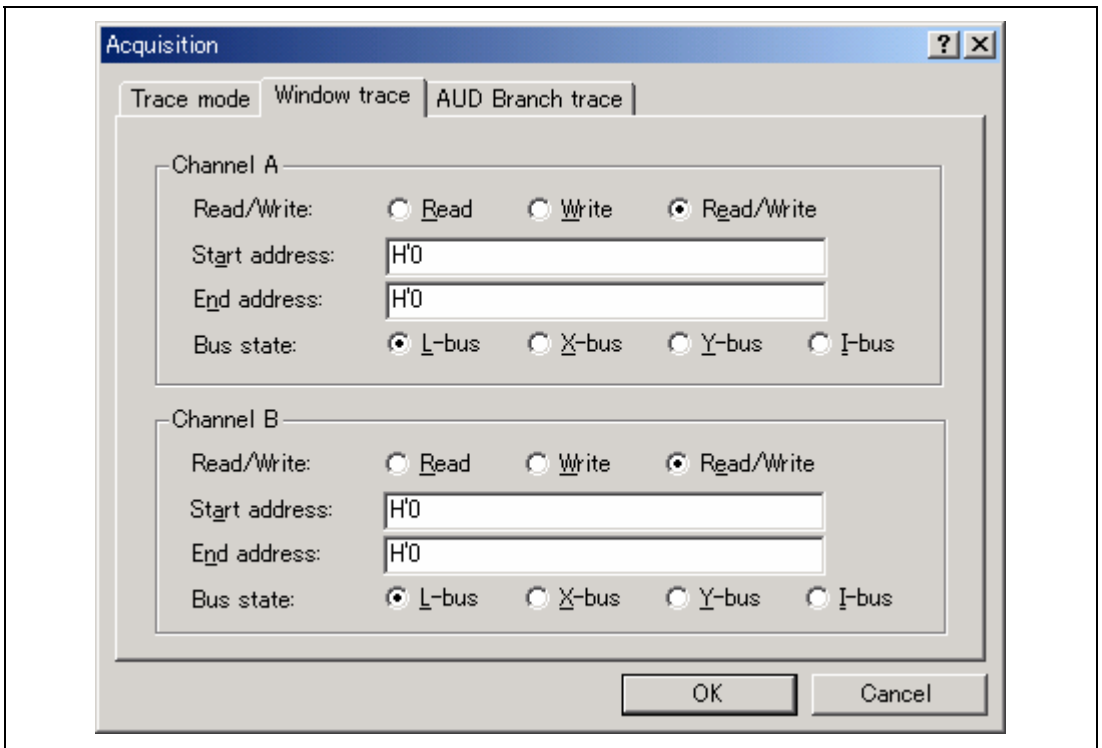 Acquisition
Trace mode Window trace AUD Branch trace
Channel A
Read/Write: Read Write Read/Write
Start address: H'0
End address: H'0
Bus state: L-bus X-bus Y-bus I-bus
Channel B
Read/Write: Read Write Read/Write
Start address: H'0
End address: H'0
Bus state: L-bus X-bus Y-bus I-bus
OK Cancel